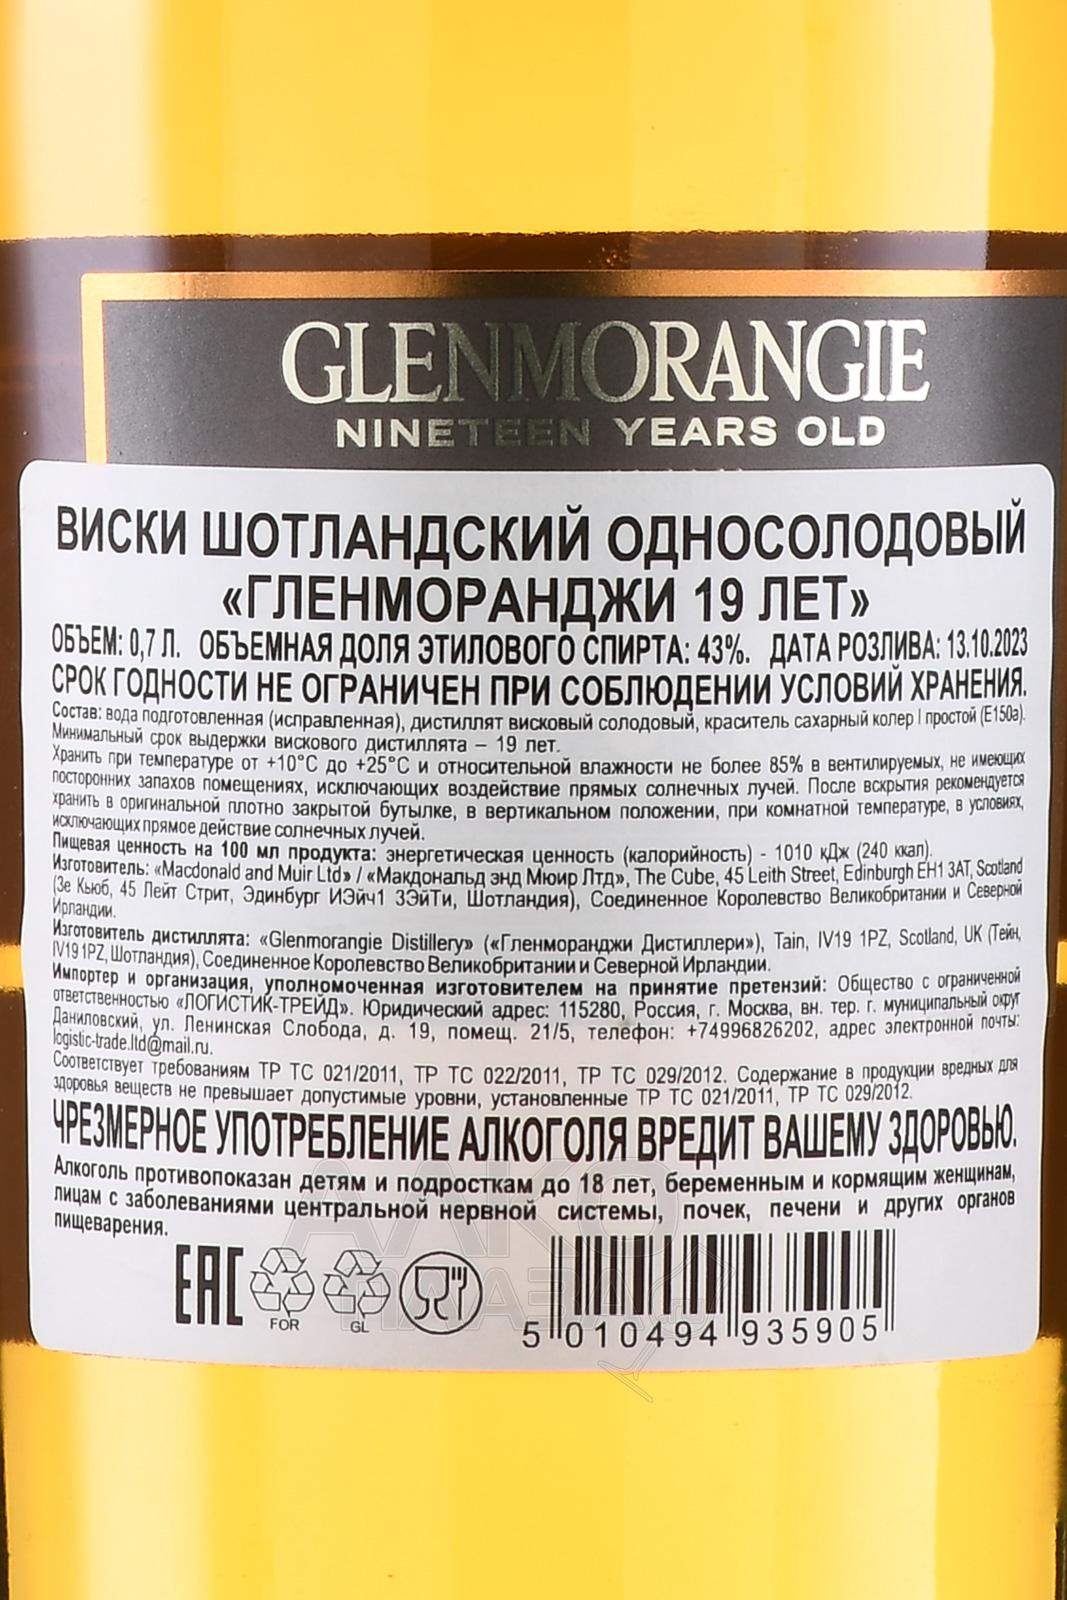 GLENMORANGIE
NINETEEN YEARS OLD
ВИСКИ ШОТЛАНДСКИЙ ОДНОСОЛОДОВЫЙ
«ГЛЕНМОРАНДЖИ 19 ЛЕТ»
ОБЪЕМ: 0,7 Л. ОБЪЕМНАЯ ДОЛЯ ЭТИЛОВОГО СПИРТА: 43%. ДАТА РОЗЛИВА: 13.10.2023
СРОК ГОДНОСТИ НЕ ОГРАНИЧЕН ПРИ СОБЛЮДЕНИИ УСЛОВИЙ ХРАНЕНИЯ.
Состав: вода подготовленная (исправленная), дистиллят висковый солодовый, краситель сахарный колер I простой (Е150а).
Минимальный срок выдержки вискового дистиллята – 19 лет.
Хранить при температуре от +10°С до +25°С и относительной влажности не более 85% в вентилируемых, не имеющих
посторонних запахов помещениях, исключающих воздействие прямых солнечных лучей. После вскрытия рекомендуется
хранить в оригинальной плотно закрытой бутылке, в вертикальном положении, при комнатной температуре, в условиях,
исключающих прямое действие солнечных лучей.
Пищевая ценность на 100 мл продукта: энергетическая ценность (калорийность) - 1010 кДж (240 ккал).
Изготовитель: «Macdonald and Muir Ltd» / «Макдональд энд Мюир Лтд», The Cube, 45 Leith Street, Edinburgh EH1 3AT, Scotland
(Зе Кьюб, 45 Лейт Стрит, Эдинбург ИЭйч1 3ЭйТи, Шотландия), Соединенное Королевство Великобритании и Северной
Ирландии.
Изготовитель дистиллята: «Glenmorangie Distillery» («Гленморанджи Дистиллери»), Tain, IV19 1PZ, Scotland, UK (Тейн,
IV19 1PZ, Шотландия), Соединенное Королевство Великобритании и Северной Ирландии.
Импортер и организация, уполномоченная изготовителем на принятие претензий: Общество с ограниченной
ответственностью «ЛОГИСТИК-ТРЕЙД». Юридический адрес: 115280, Россия, г. Москва, вн. тер. г. муниципальный округ
Даниловский, ул. Ленинская Слобода, д. 19, помещ. 21/5, телефон: +74996826202, адрес электронной почты:
logistic-trade.ltd@mail.ru.
Соответствует требованиям ТР ТС 021/2011, ТР ТС 022/2011, ТР ТС 029/2012. Содержание в продукции вредных для
здоровья веществ не превышает допустимые уровни, установленные ТР ТС 021/2011, ТР ТС 029/2012.
ЧРЕЗМЕРНОЕ УПОТРЕБЛЕНИЕ АЛКОГОЛЯ ВРЕДИТ ВАШЕМУ ЗДОРОВЬЮ.
Алкоголь противопоказан детям и подросткам до 18 лет, беременным и кормящим женщинам,
лицам с заболеваниями центральной нервной системы, почек, печени и других органов
пищеварения.
ЕАС FOR GL
5 010494 935905